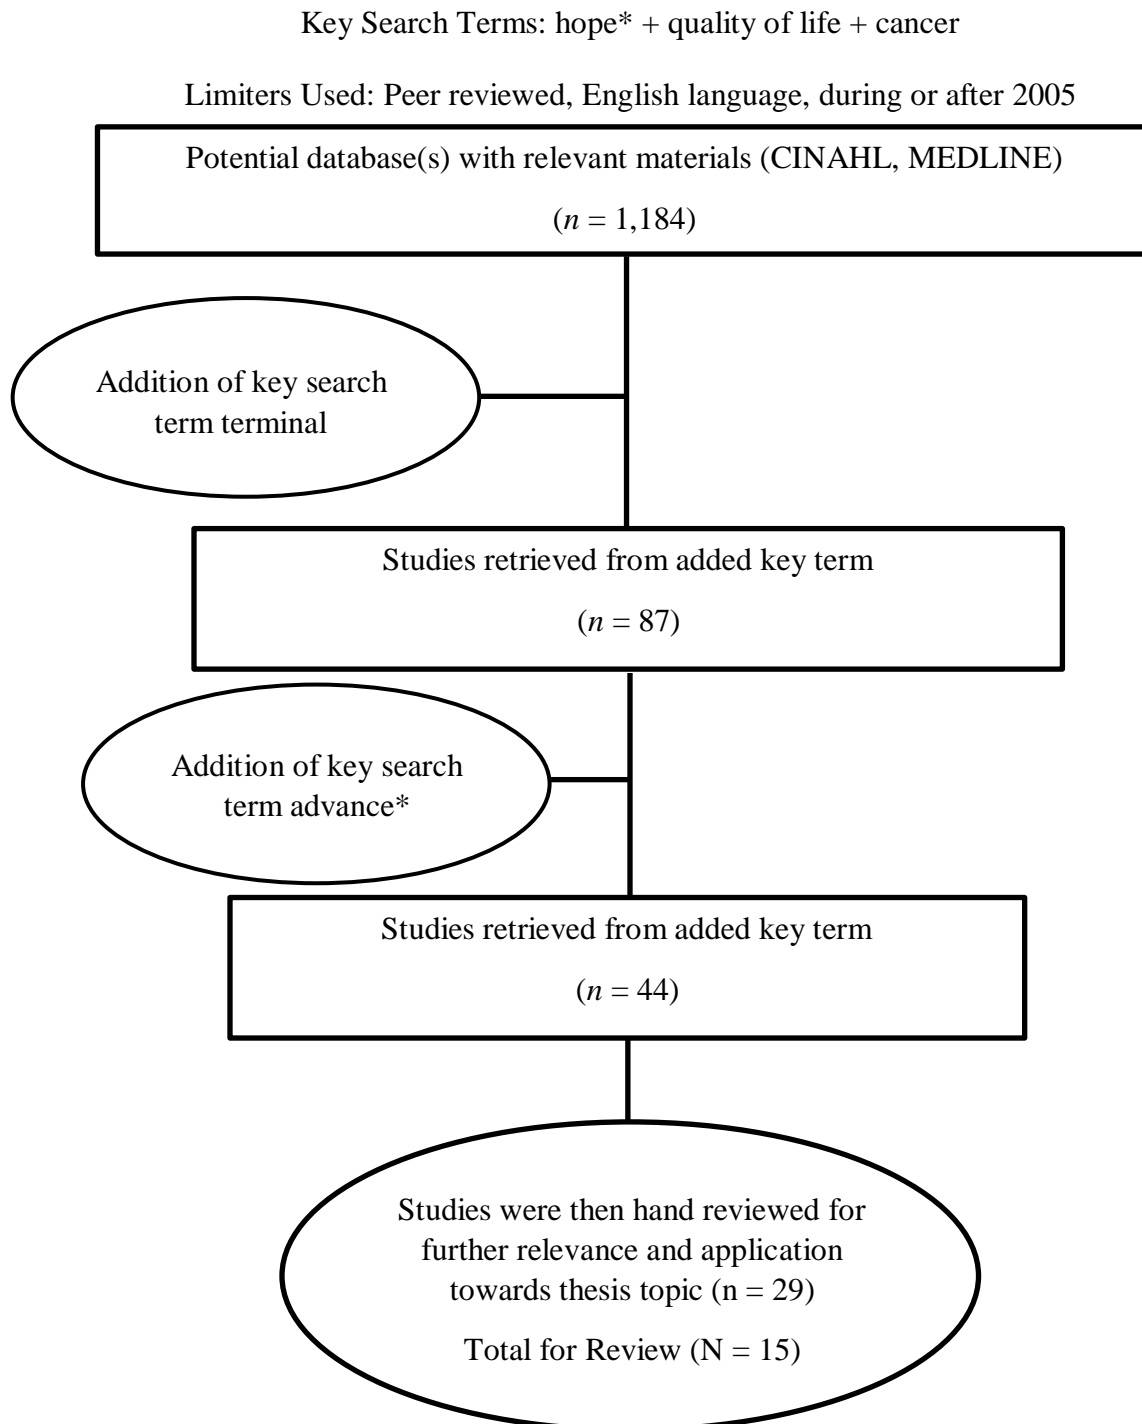 Key Search Terms: hope* + quality of life + cancer
Limiters Used: Peer reviewed, English language, during or after 2005
Potential database(s) with relevant materials (CINAHL, MEDLINE)
(n = 1,184)
Addition of key search
term terminal
Studies retrieved from added key term
(n = 87)
Addition of key search
term advance*
Studies retrieved from added key term
(n = 44)
Studies were then hand reviewed for
further relevance and application
towards thesis topic (n = 29)
Total for Review (N = 15)